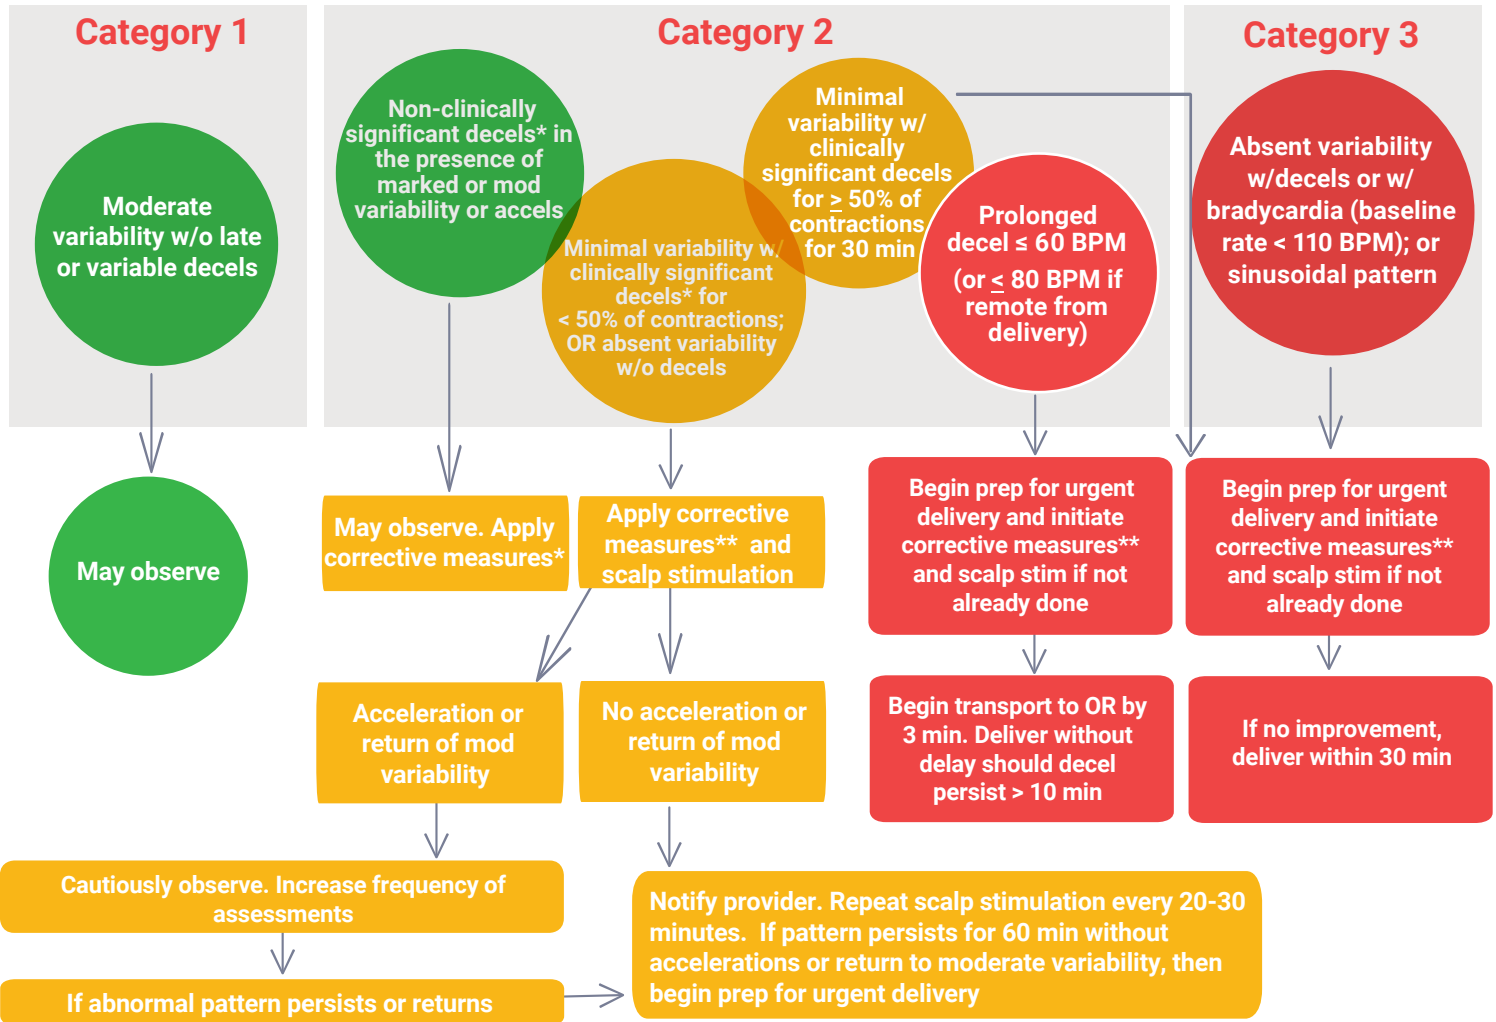 Category 1
Category 2
Category 3
Moderate
variability w/o late
or variable decels
Non-clinically
significant decels* in
the presence of
marked or mod
variability or accels
Minimal variability w/
clinically significant
decels* for
< 50% of contractions;
OR absent variability
w/o decels
Minimal
variability w/
clinically
significant decels
for ≥ 50% of
contractions
for 30 min
Prolonged
decel ≤ 60 BPM
(or ≤ 80 BPM if
remote from
delivery)
Absent variability
w/decels or w/
bradycardia (baseline
rate < 110 BPM); or
sinusoidal pattern
May observe
May observe. Apply
corrective measures*
Apply corrective
measures** and
scalp stimulation
Begin prep for urgent
delivery and initiate
corrective measures**
and scalp stim if not
already done
Begin prep for urgent
delivery and initiate
corrective measures**
and scalp stim if not
already done
Acceleration or
return of mod
variability
No acceleration or
return of mod
variability
Begin transport to OR by
3 min. Deliver without
delay should decel
persist > 10 min
If no improvement,
deliver within 30 min
Cautiously observe. Increase frequency of
assessments
If abnormal pattern persists or returns
Notify provider. Repeat scalp stimulation every 20-30
minutes. If pattern persists for 60 min without
accelerations or return to moderate variability, then
begin prep for urgent delivery